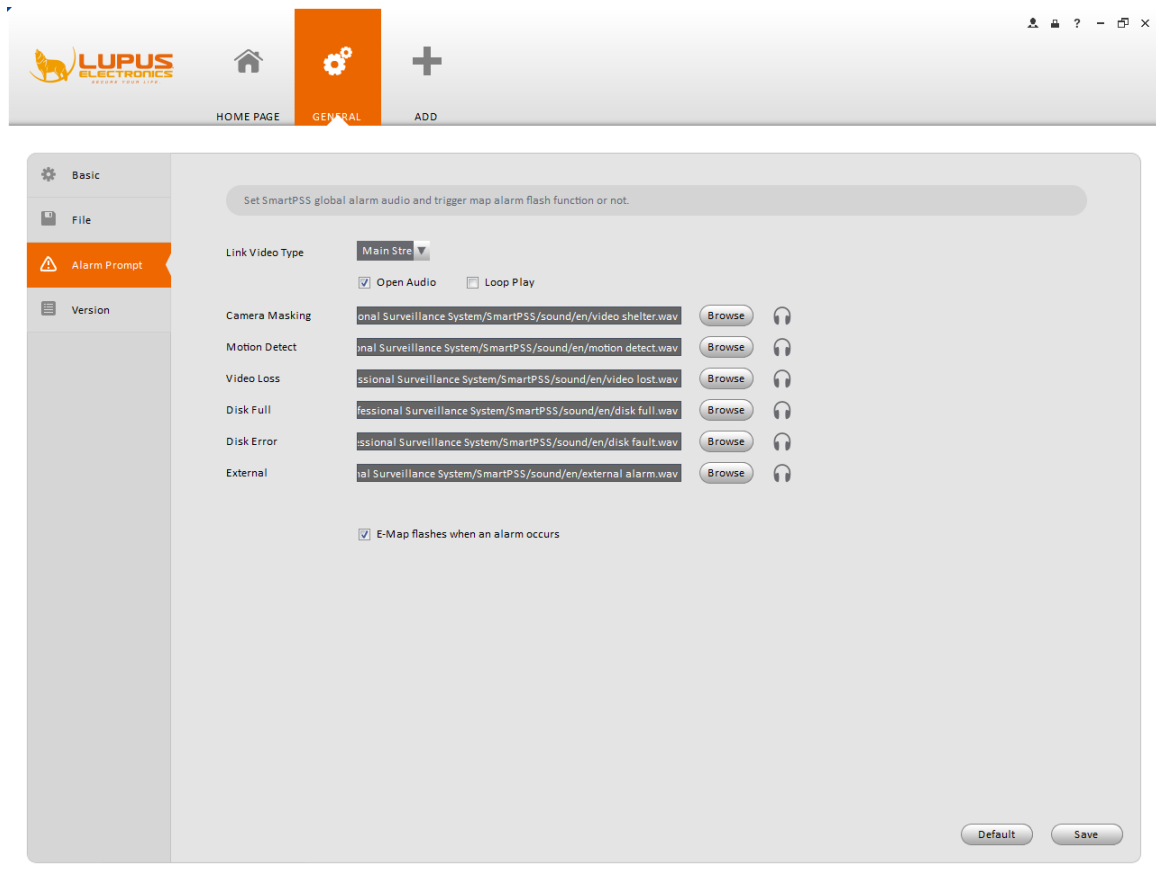 LUPUS
ELECTRONICS
SECURE YOUR LIFE.
?
HOME PAGE
GENERAL
ADD
Basic
File
Alarm Prompt
Version
Set SmartPSS global alarm audio and trigger map alarm flash function or not.
Link Video Type Main Stre
Open Audio Loop Play
Camera Masking onal Surveillance System/SmartPSS/sound/en/video shelter.wav Browse
Motion Detect onal Surveillance System/SmartPSS/sound/en/motion detect.wav Browse
Video Loss ssional Surveillance System/SmartPSS/sound/en/video lost.wav Browse
Disk Full fessional Surveillance System/SmartPSS/sound/en/disk full.wav Browse
Disk Error essional Surveillance System/SmartPSS/sound/en/disk fault.wav Browse
External nal Surveillance System/SmartPSS/sound/en/external alarm.wav Browse
E-Map flashes when an alarm occurs
Default Save